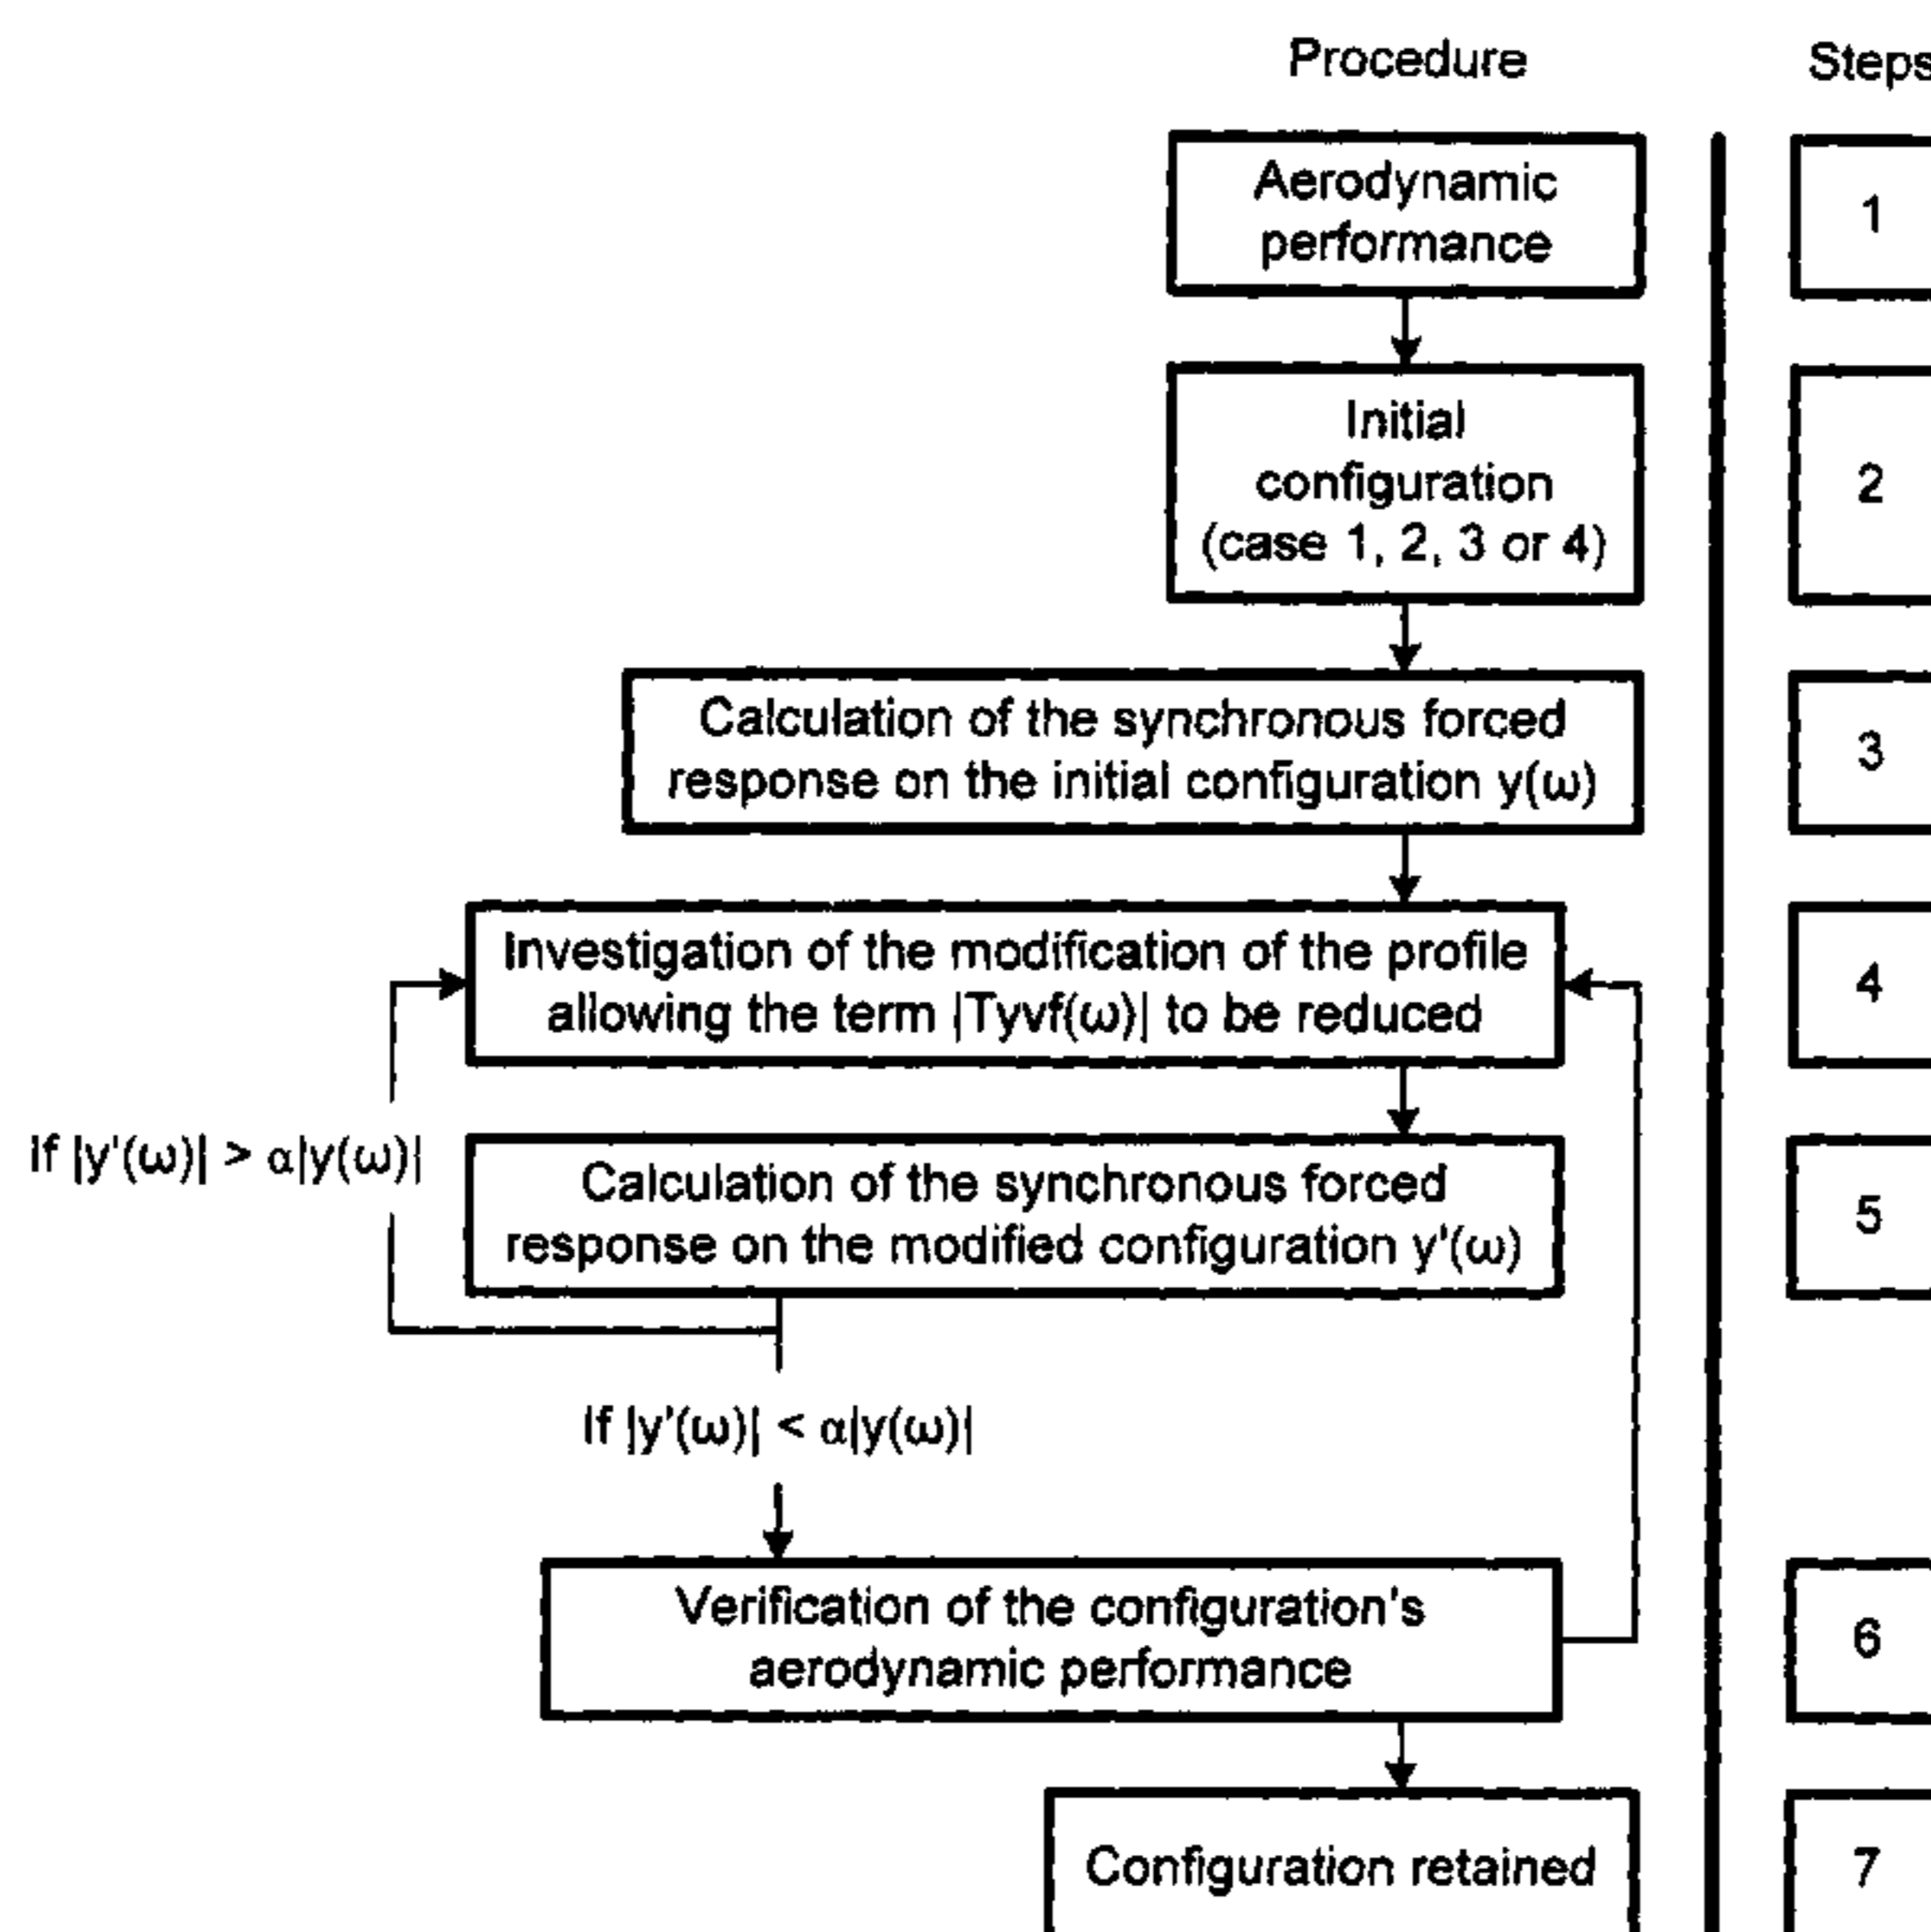 Procedure
Steps
Aerodynamic
performance
1
Initial
configuration
(case 1, 2, 3 or 4)
2
Calculation of the synchronous forced
response on the initial configuration y(ω)
3
Investigation of the modification of the profile
allowing the term |Tyvf(ω)| to be reduced
4
If |y'(ω)| > α|y(ω)|
Calculation of the synchronous forced
response on the modified configuration y'(ω)
5
If |y'(ω)| < α|y(ω)|
Verification of the configuration's
aerodynamic performance
6
Configuration retained
7